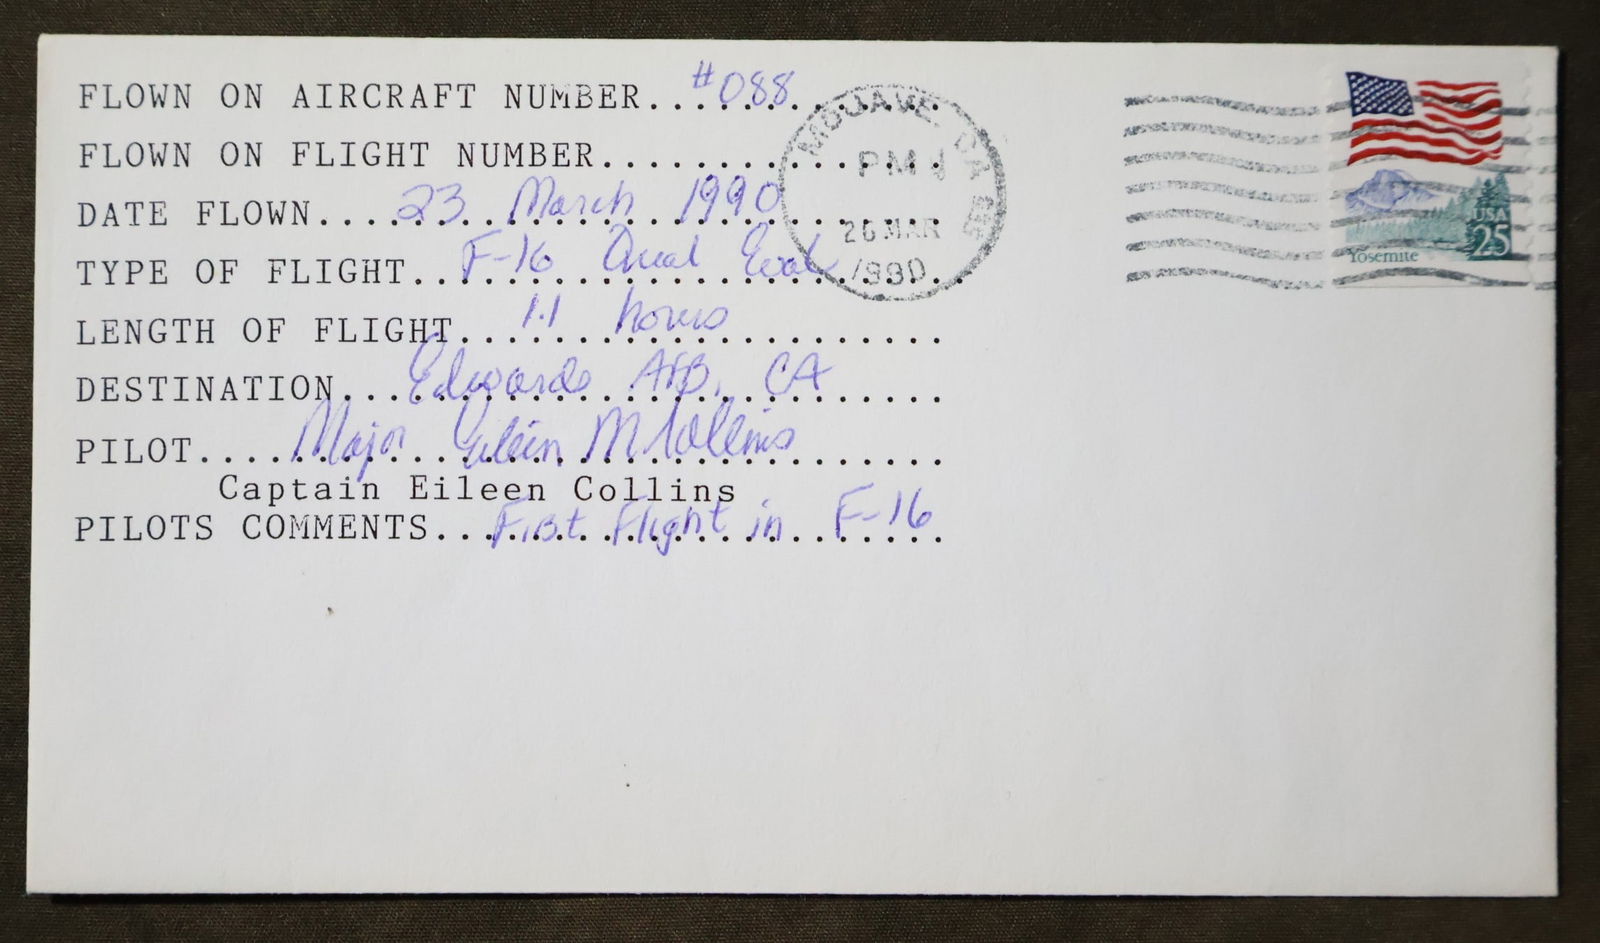 FLOWN ON AIRCRAFT NUMBER...#088...
FLOWN ON FLIGHT NUMBER...............
DATE FLOWN....23 March 1990
TYPE OF FLIGHT...F-16 Qual Eval
LENGTH OF FLIGHT...1.1 hours
DESTINATION...Edwards AFB, CA
PILOT....Major Eileen M Collins
Captain Eileen Collins
PILOTS COMMENTS...First Flight in F-16
MOJAVE, CA
PM
26 MAR
1990
USA
25
Yosemite